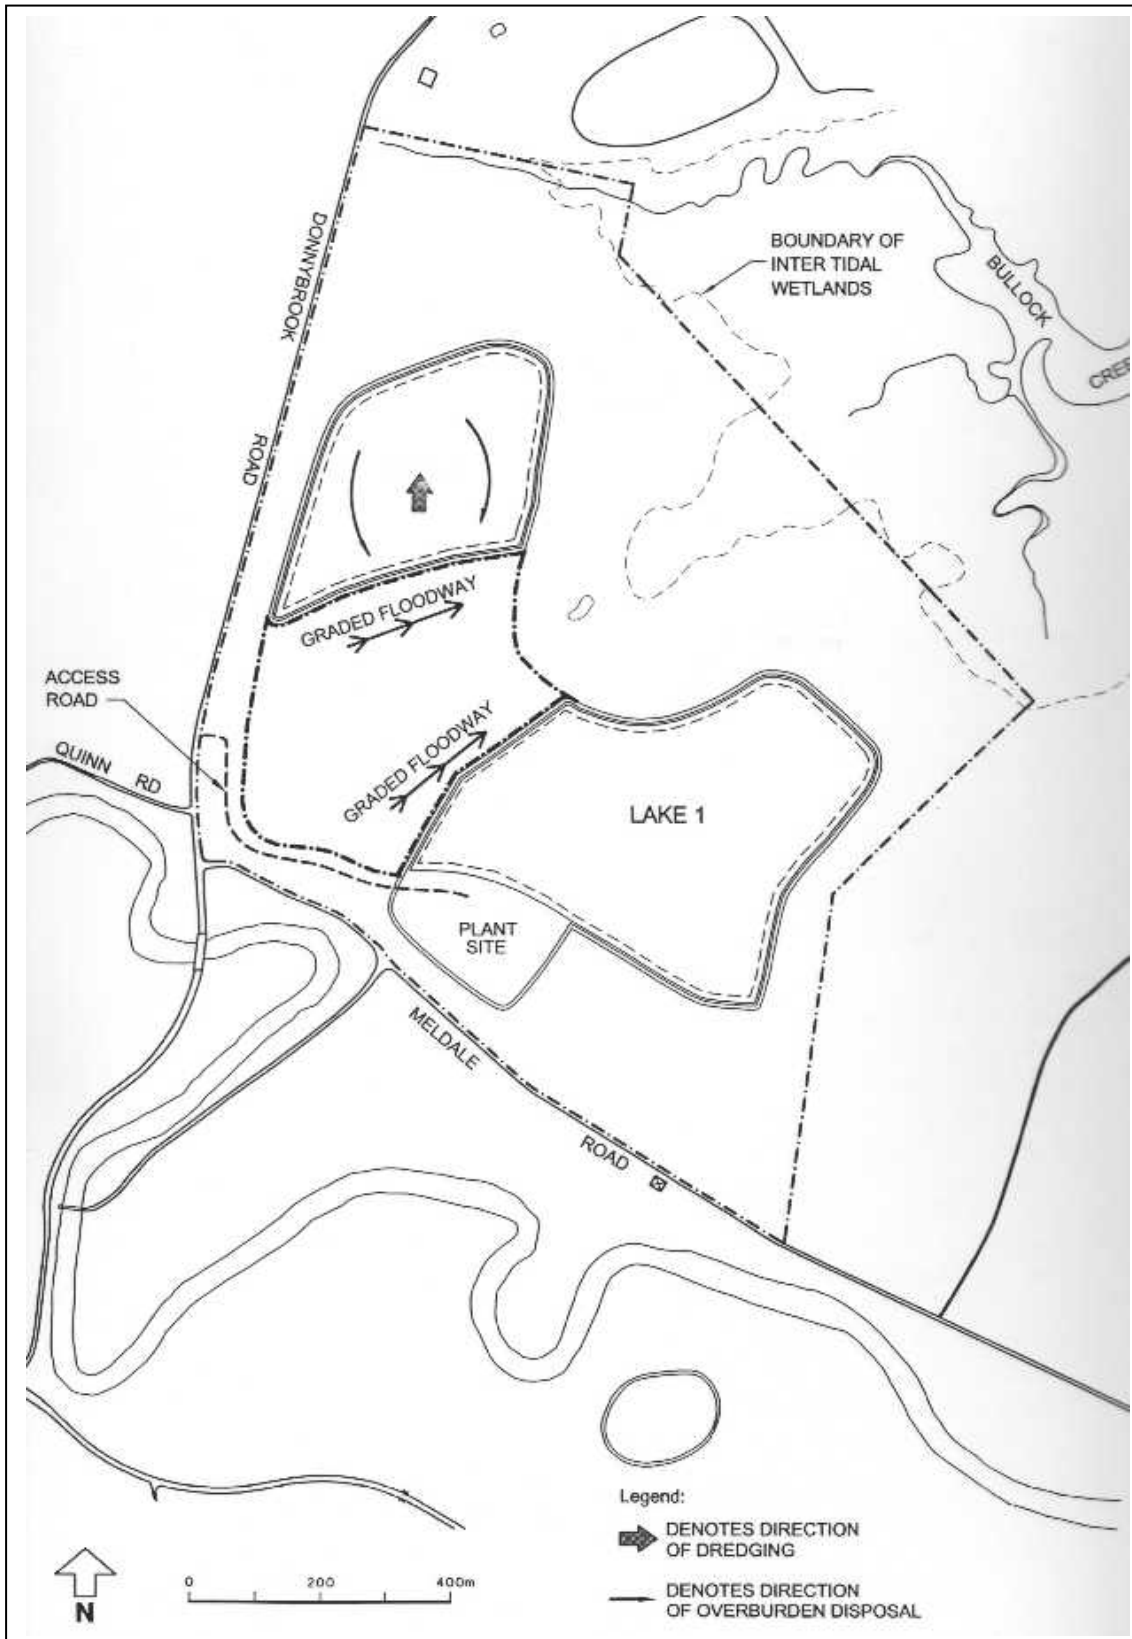 DONNYBROOK
ROAD
BOUNDARY OF
INTER TIDAL
WETLANDS
BULLOCK
CREE
GRADED FLOODWAY
ACCESS
ROAD
QUINN RD
GRADED FLOODWAY
LAKE 1
PLANT
SITE
MELDALE
ROAD
Legend:
DENOTES DIRECTION
OF DREDGING
DENOTES DIRECTION
OF OVERBURDEN DISPOSAL
0 200 400m
N